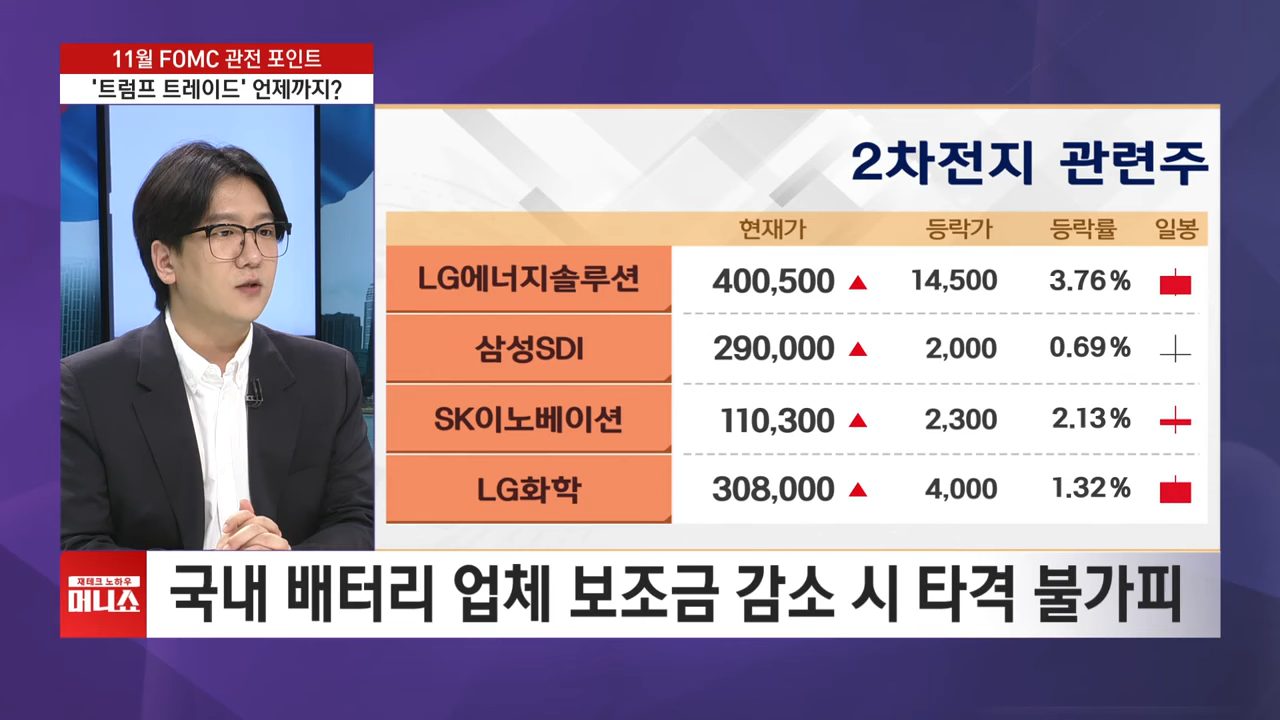 11월 FOMC 관전 포인트
'트럼프 트레이드' 언제까지?
2차전지 관련주
현재가 등락가 등락률 일봉
LG에너지솔루션 400,500 ▲ 14,500 3.76%
삼성SDI 290,000 ▲ 2,000 0.69%
SK이노베이션 110,300 ▲ 2,300 2.13%
LG화학 308,000 ▲ 4,000 1.32%
재테크 노하우
머니쇼
국내 배터리 업체 보조금 감소 시 타격 불가피